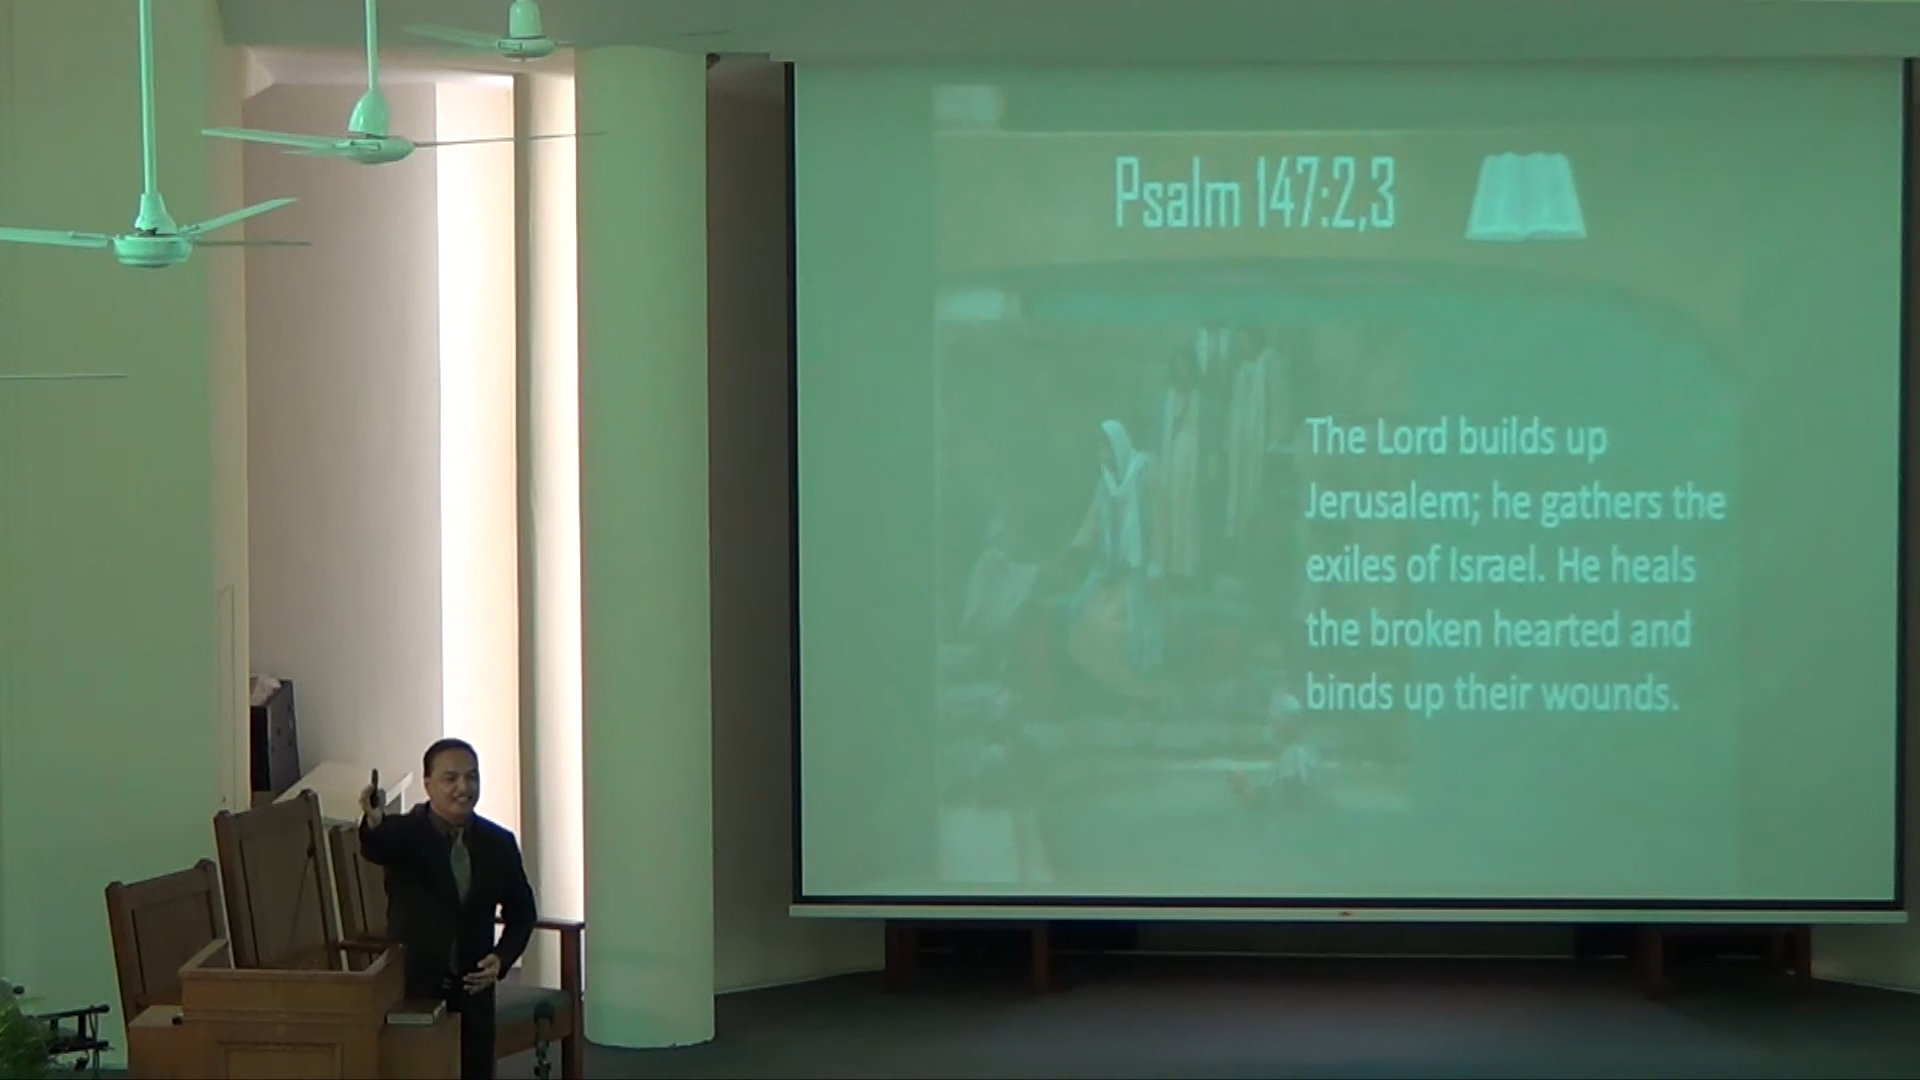 Psalm 147:2,3
The Lord builds up
Jerusalem; he gathers the
exiles of Israel. He heals
the broken hearted and
binds up their wounds.